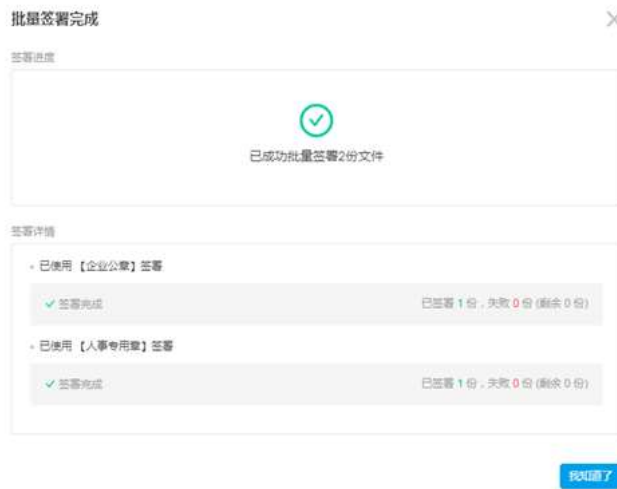 批量签署完成
签署进度
已成功批量签署2份文件
签署详情
已使用【企业公章】签署
签署完成 已签署 1 份，失败 0 份 (剩余 0 份)
已使用【人事专用章】签署
签署完成 已签署 1 份，失败 0 份 (剩余 0 份)
我知道了